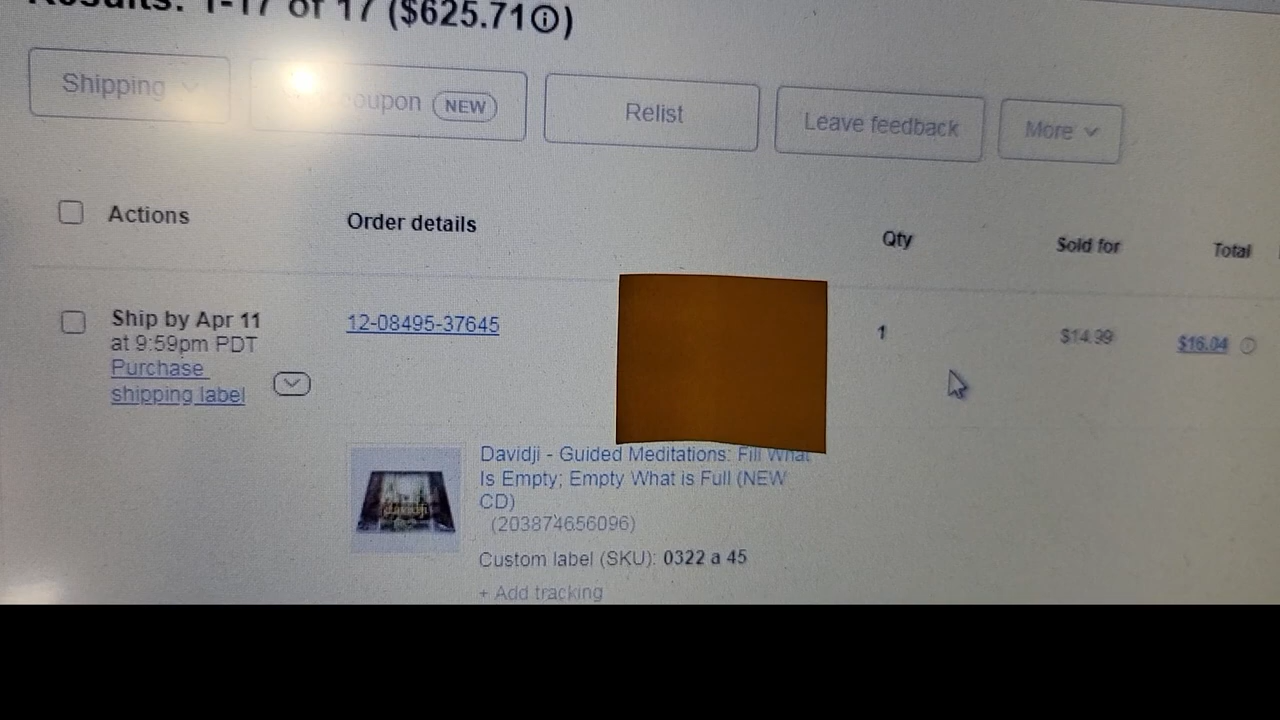 Results: 1-17 of 17 ($625.71)
Shipping
coupon NEW
Relist
Leave feedback
More
Actions
Order details
Qty
Sold for
Total
Ship by Apr 11
at 9:59pm PDT
Purchase
shipping label
12-08495-37645
1
$14.99
$16.04
Davidji - Guided Meditations: Fill What
Is Empty; Empty What is Full (NEW
CD)
(203874656096)
Custom label (SKU): 0322 a 45
+ Add tracking
davidji